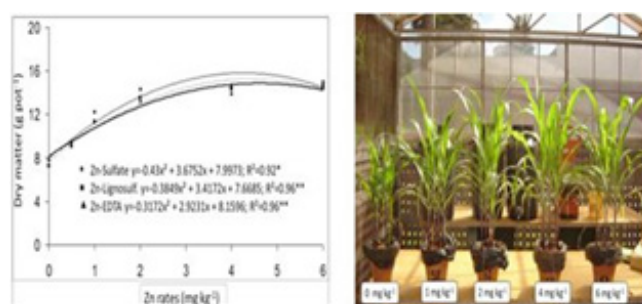 20
16
12
8
4
0
Dry matter (g pot⁻¹)
Zn-Sulfate y=-0.43x² + 3.6752x + 7.9973; R²=0.92*
Zn-Lignosulf. y=-0.3849x² + 3.4172x + 7.6685; R²=0.96**
Zn-EDTA y=-0.3172x² + 2.9231x + 8.1596; R²=0.96**
0 1 2 3 4 5 6
Zn rates (mg kg⁻¹)
0 mg kg⁻¹ 1 mg kg⁻¹ 2 mg kg⁻¹ 4 mg kg⁻¹ 6 mg kg⁻¹